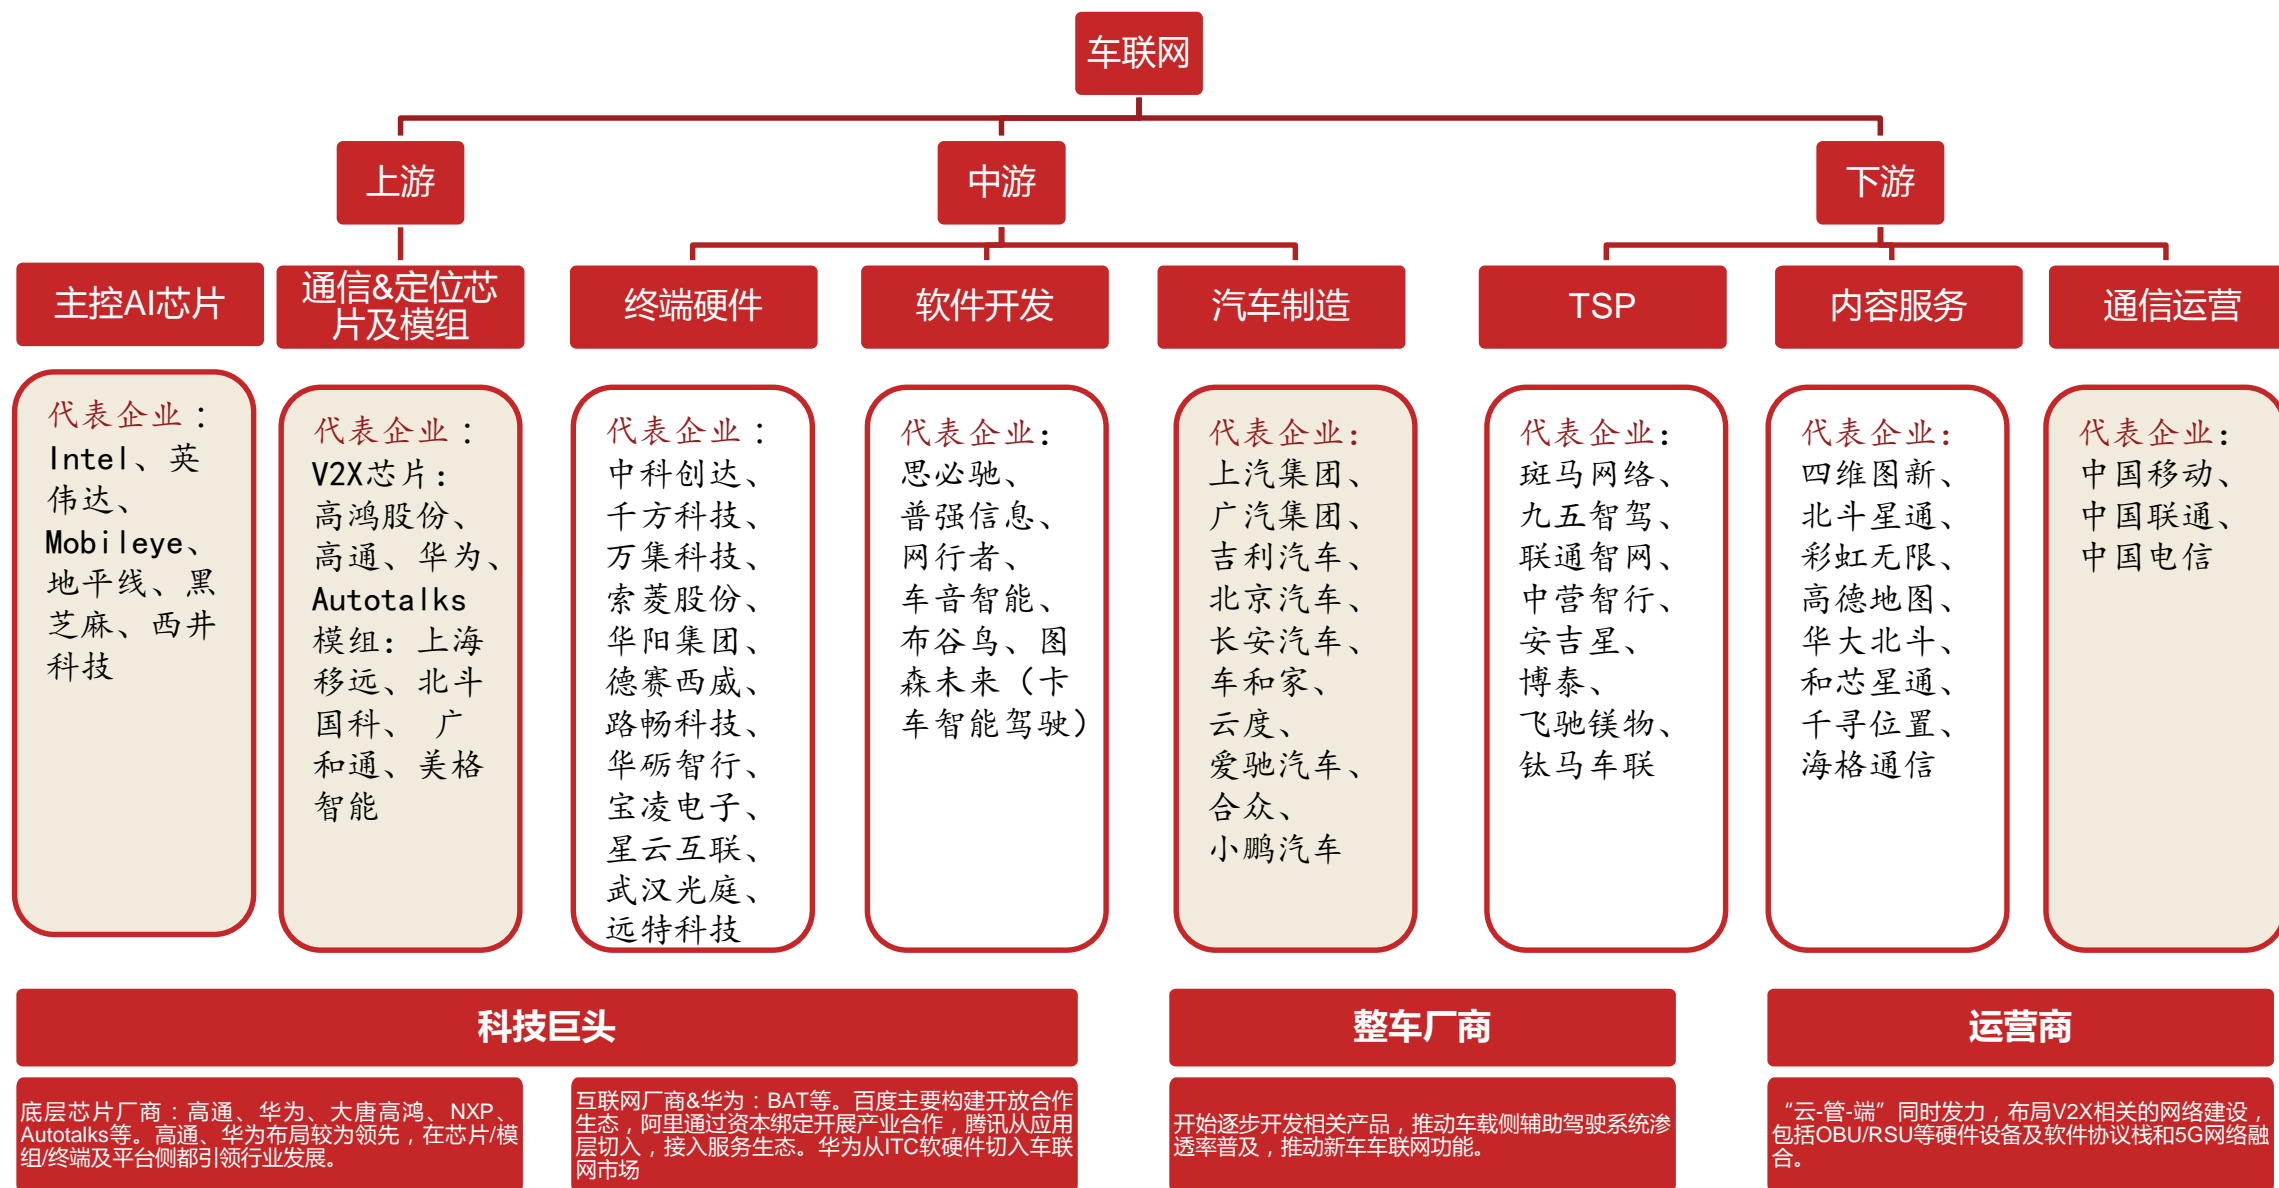 车联网
上游
中游
下游
主控AI芯片
通信&定位芯
片及模组
终端硬件
软件开发
汽车制造
TSP
内容服务
通信运营
代表企业：
Intel、英
伟达、
Mobileye、
地平线、黑
芝麻、西井
科技
代表企业：
V2X芯片：
高鸿股份、
高通、华为、
Autotalks
模组：上海
移远、北斗
国科、 广
和通、美格
智能
代表企业：
中科创达、
千方科技、
万集科技、
索菱股份、
华阳集团、
德赛西威、
路畅科技、
华砺智行、
宝凌电子、
星云互联、
武汉光庭、
远特科技
代表企业：
思必驰、
普强信息、
网行者、
车音智能、
布谷鸟、图
森未来（卡
车智能驾驶）
代表企业：
上汽集团、
广汽集团、
吉利汽车、
北京汽车、
长安汽车、
车和家、
云度、
爱驰汽车、
合众、
小鹏汽车
代表企业：
斑马网络、
九五智驾、
联通智网、
中营智行、
安吉星、
博泰、
飞驰镁物、
钛马车联
代表企业：
四维图新、
北斗星通、
彩虹无限、
高德地图、
华大北斗、
和芯星通、
千寻位置、
海格通信
代表企业：
中国移动、
中国联通、
中国电信
科技巨头
整车厂商
运营商
底层芯片厂商：高通、华为、大唐高鸿、NXP、
Autotalks等。高通、华为布局较为领先，在芯片/模
组/终端及平台侧都引领行业发展。
互联网厂商&华为：BAT等。百度主要构建开放合作
生态，阿里通过资本绑定开展产业合作，腾讯从应用
层切入，接入服务生态。华为从ITC软硬件切入车联
网市场
开始逐步开发相关产品，推动车载侧辅助驾驶系统渗
透率普及，推动新车车联网功能。
“云-管-端”同时发力，布局V2X相关的网络建设，
包括OBU/RSU等硬件设备及软件协议栈和5G网络融
合。